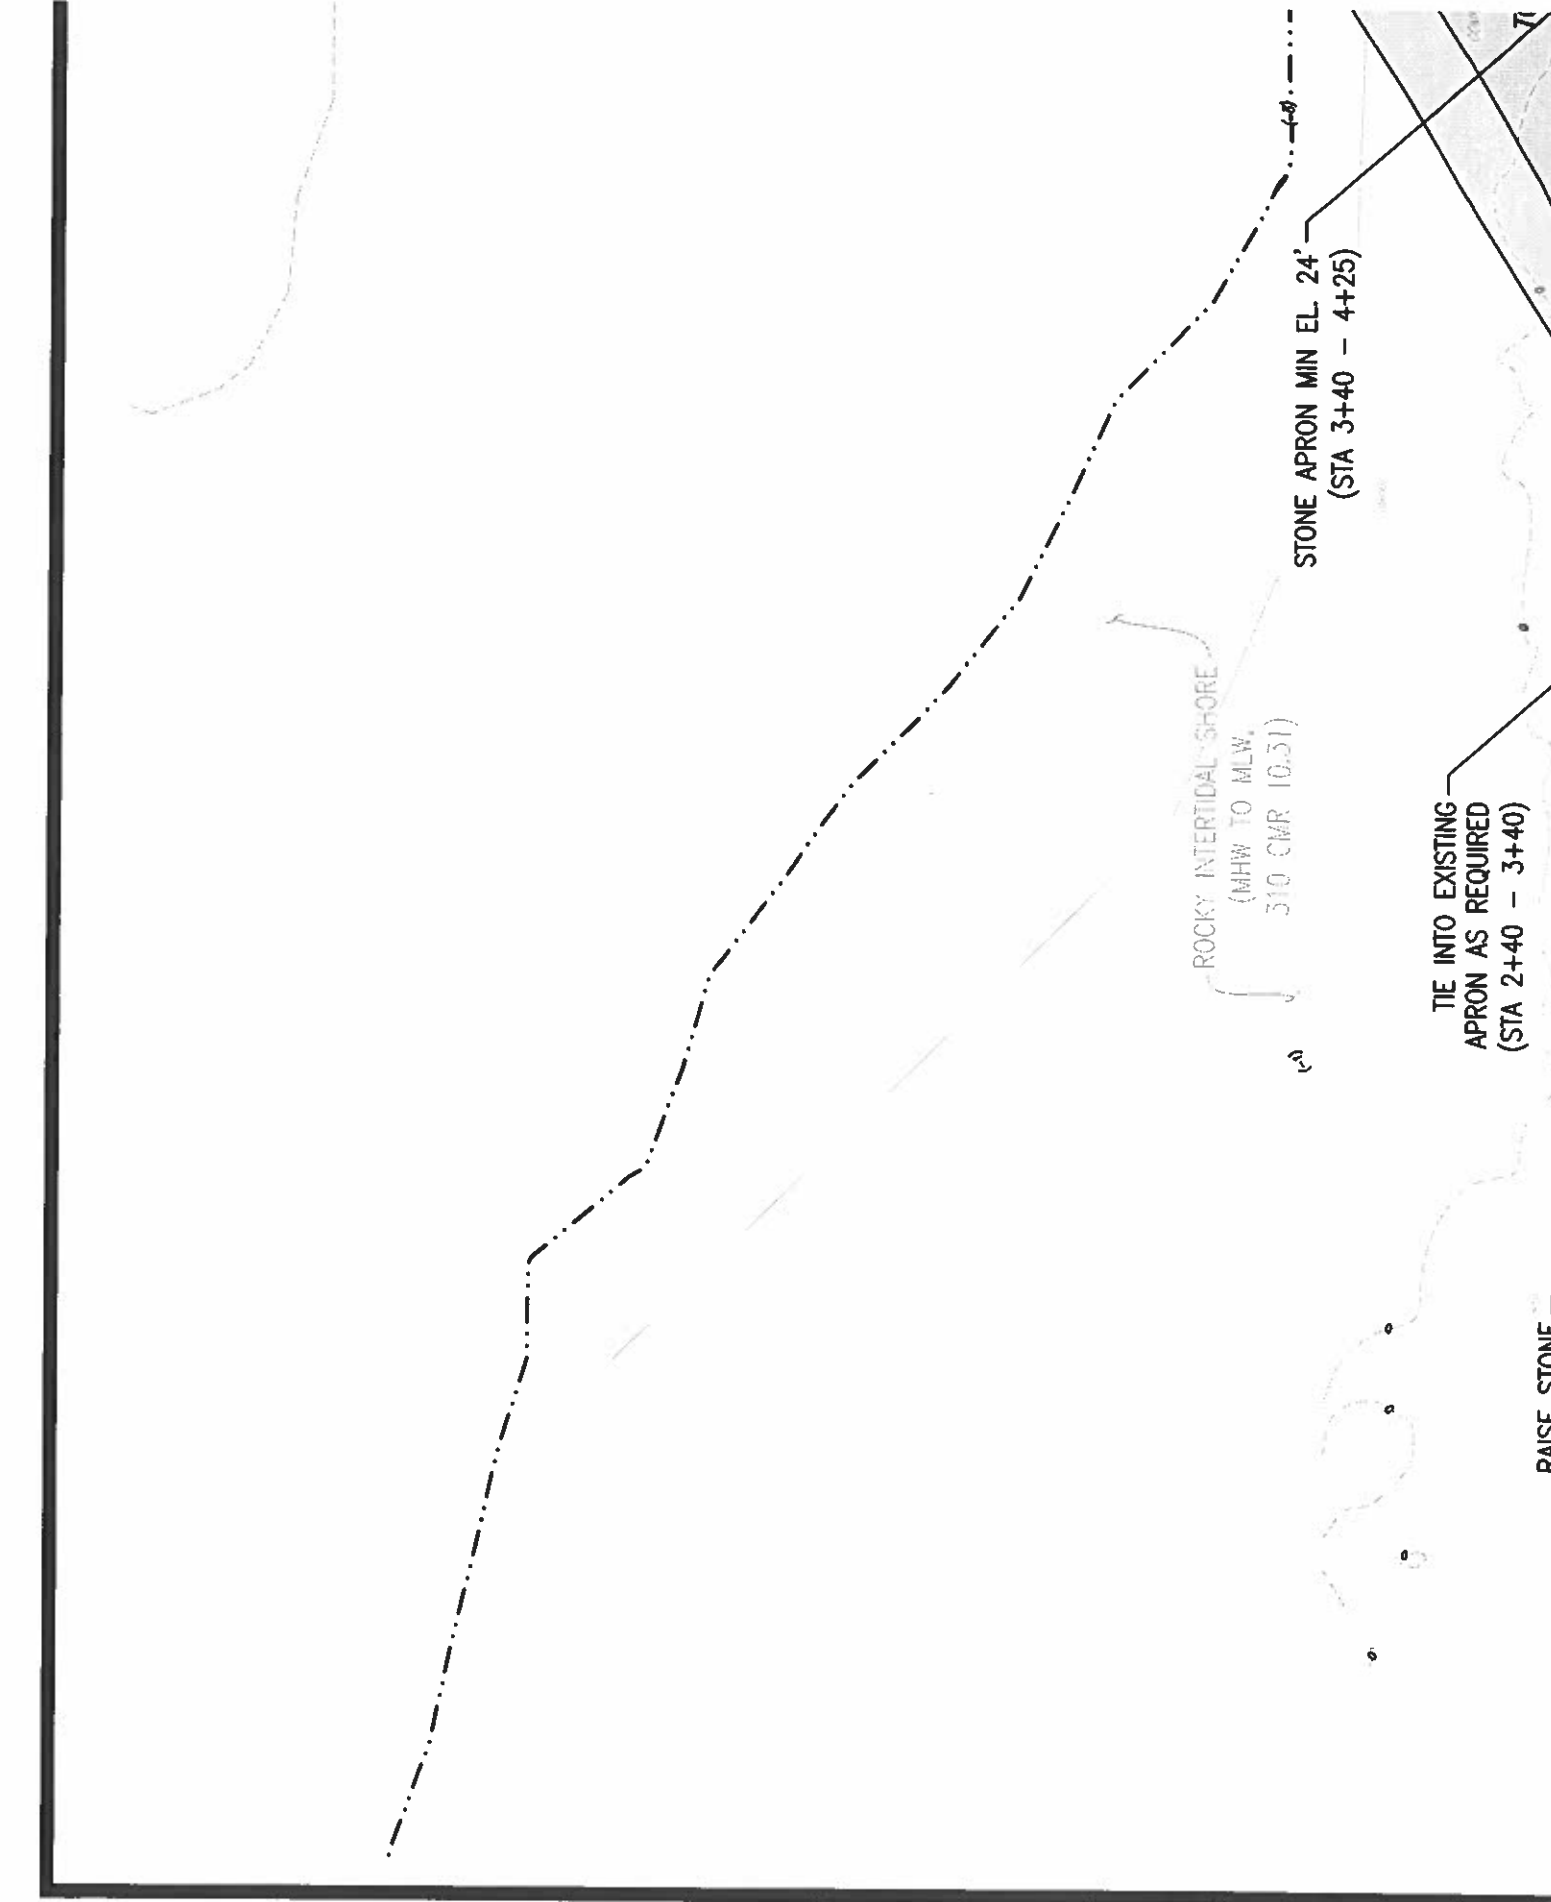 STONE APRON MIN EL. 24'
(STA 3+40 – 4+25)
ROCKY INTERTIDAL SHORE
(MHW TO MLW,
310 CMR 10.31)
TIE INTO EXISTING
APRON AS REQUIRED
(STA 2+40 – 3+40)
RAISE STONE